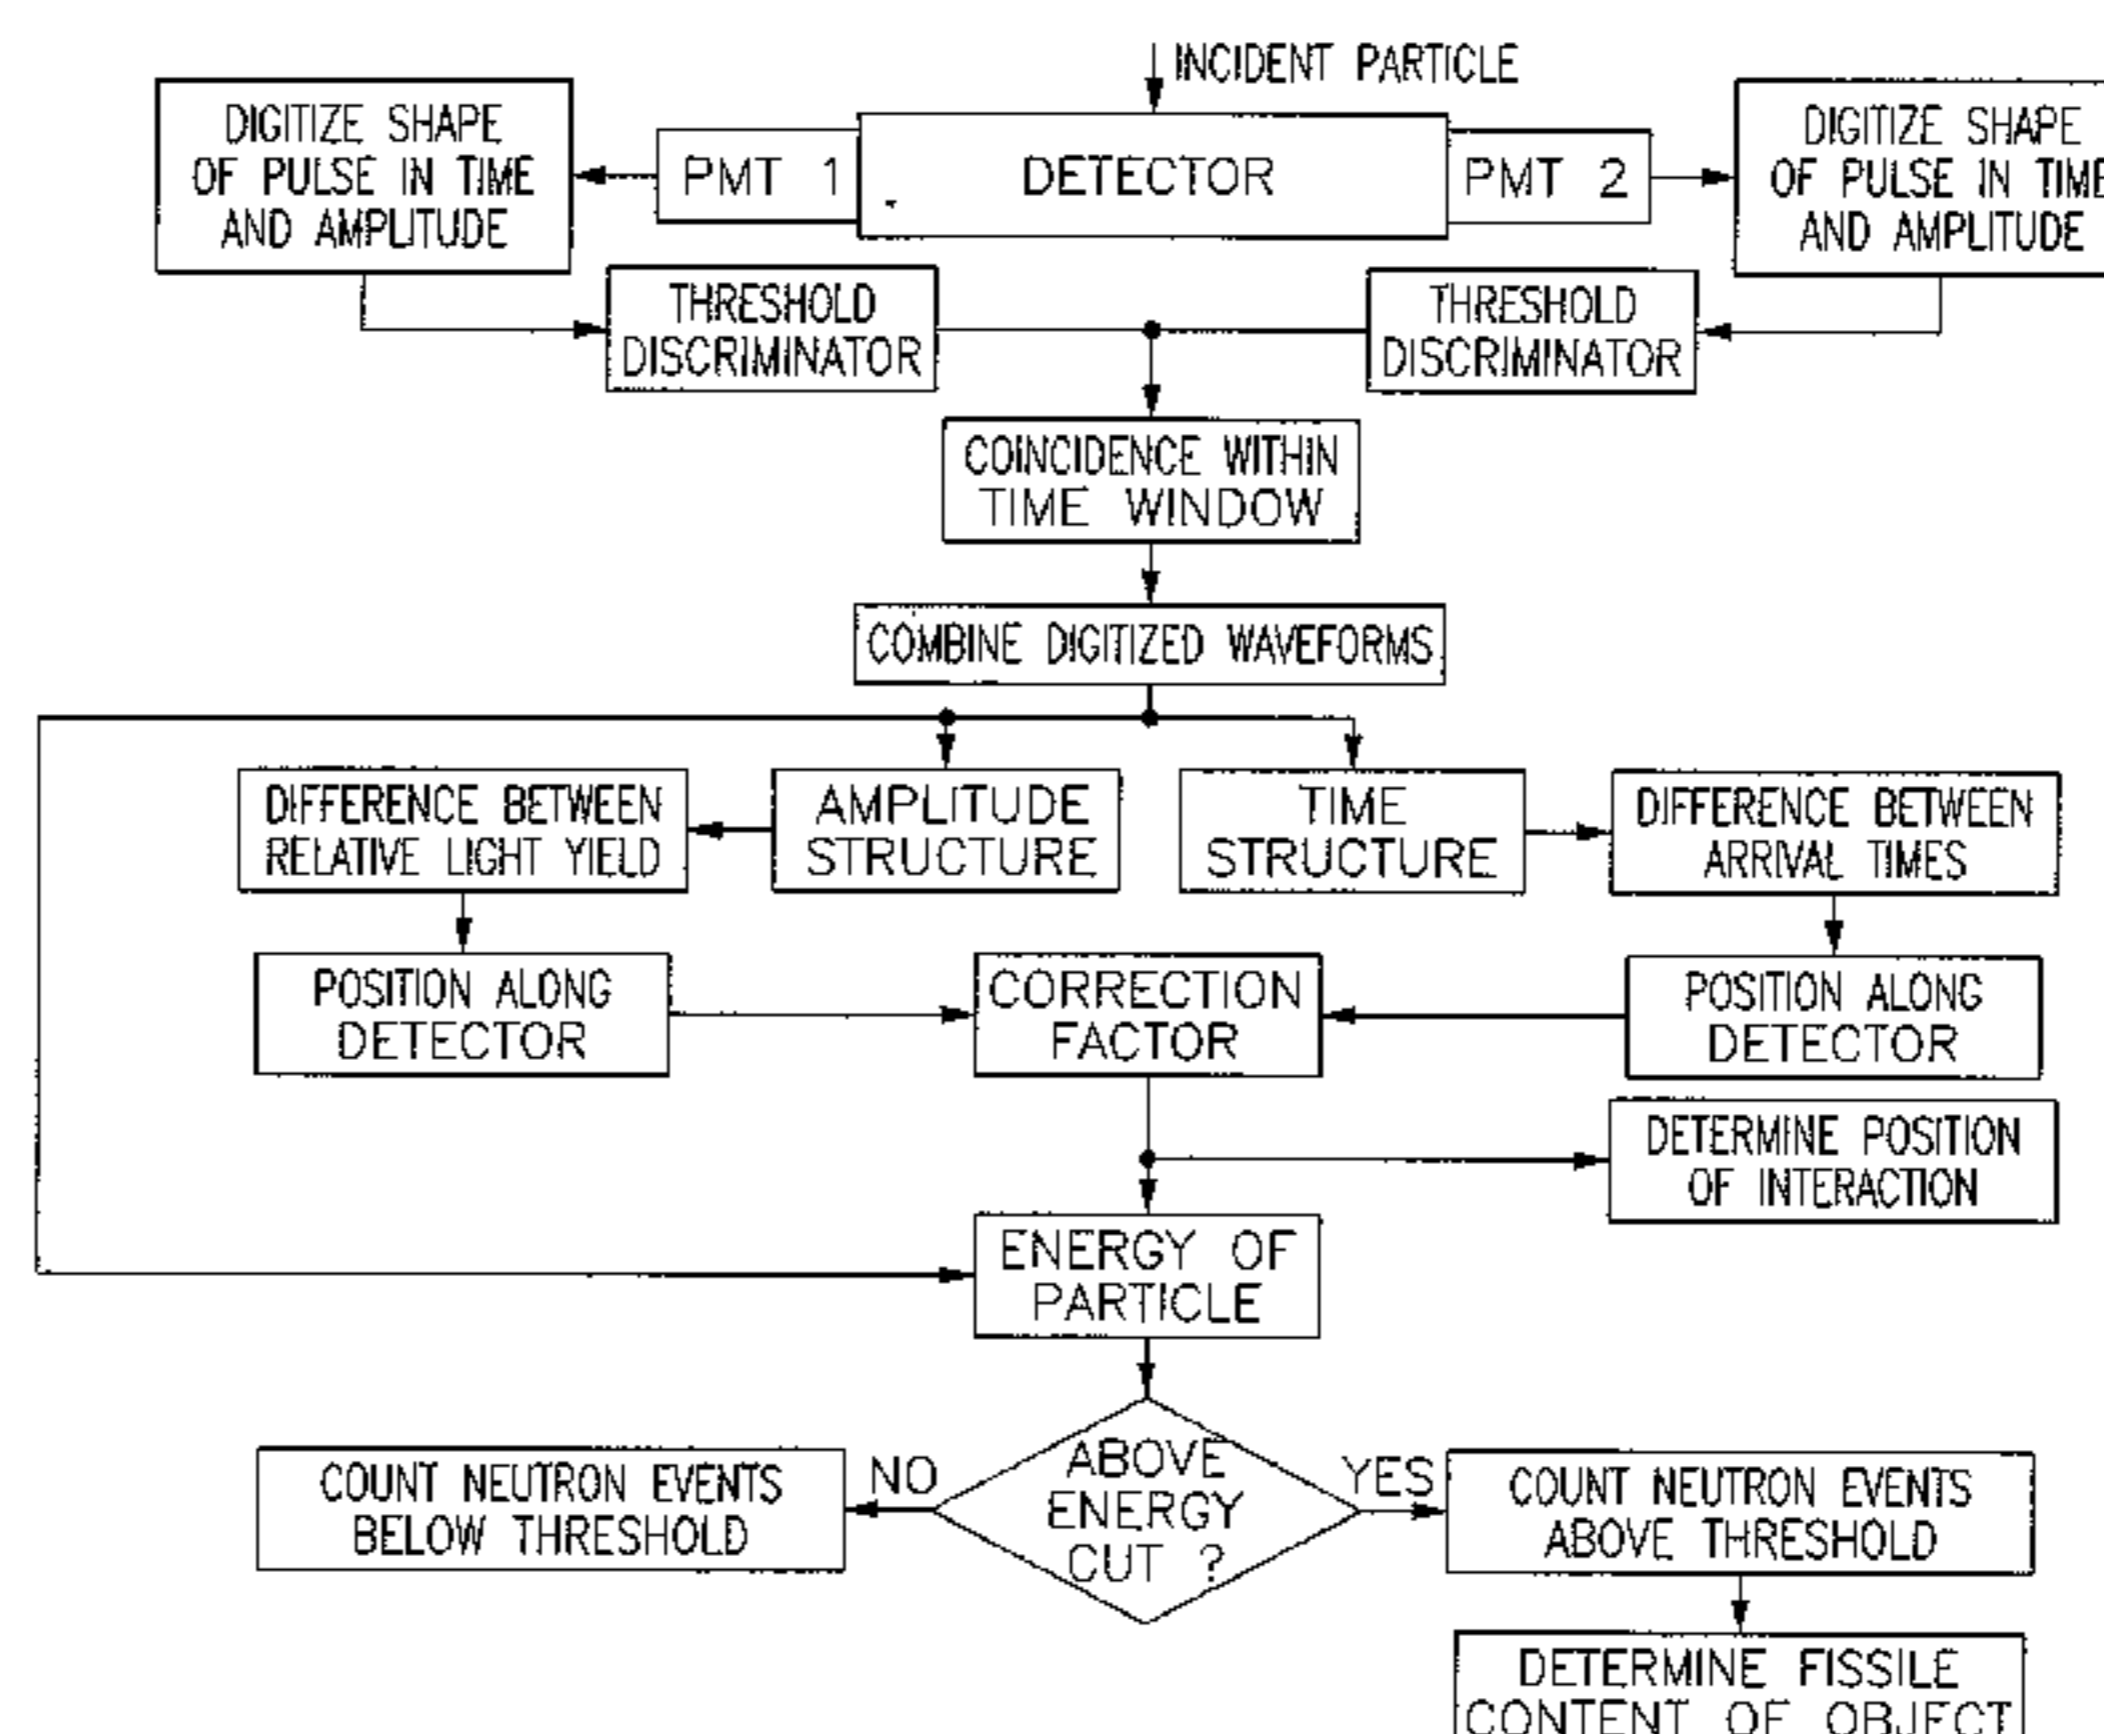 INCIDENT PARTICLE
DIGITIZE SHAPE
OF PULSE IN TIME
AND AMPLITUDE
PMT 1
DETECTOR
PMT 2
DIGITIZE SHAPE
OF PULSE IN TIME
AND AMPLITUDE
THRESHOLD
DISCRIMINATOR
THRESHOLD
DISCRIMINATOR
COINCIDENCE WITHIN
TIME WINDOW
COMBINE DIGITIZED WAVEFORMS
DIFFERENCE BETWEEN
RELATIVE LIGHT YIELD
AMPLITUDE
STRUCTURE
TIME
STRUCTURE
DIFFERENCE BETWEEN
ARRIVAL TIMES
POSITION ALONG
DETECTOR
CORRECTION
FACTOR
POSITION ALONG
DETECTOR
DETERMINE POSITION
OF INTERACTION
ENERGY OF
PARTICLE
COUNT NEUTRON EVENTS
BELOW THRESHOLD
NO
ABOVE
ENERGY
CUT ?
YES
COUNT NEUTRON EVENTS
ABOVE THRESHOLD
DETERMINE FISSILE
CONTENT OF OBJECT